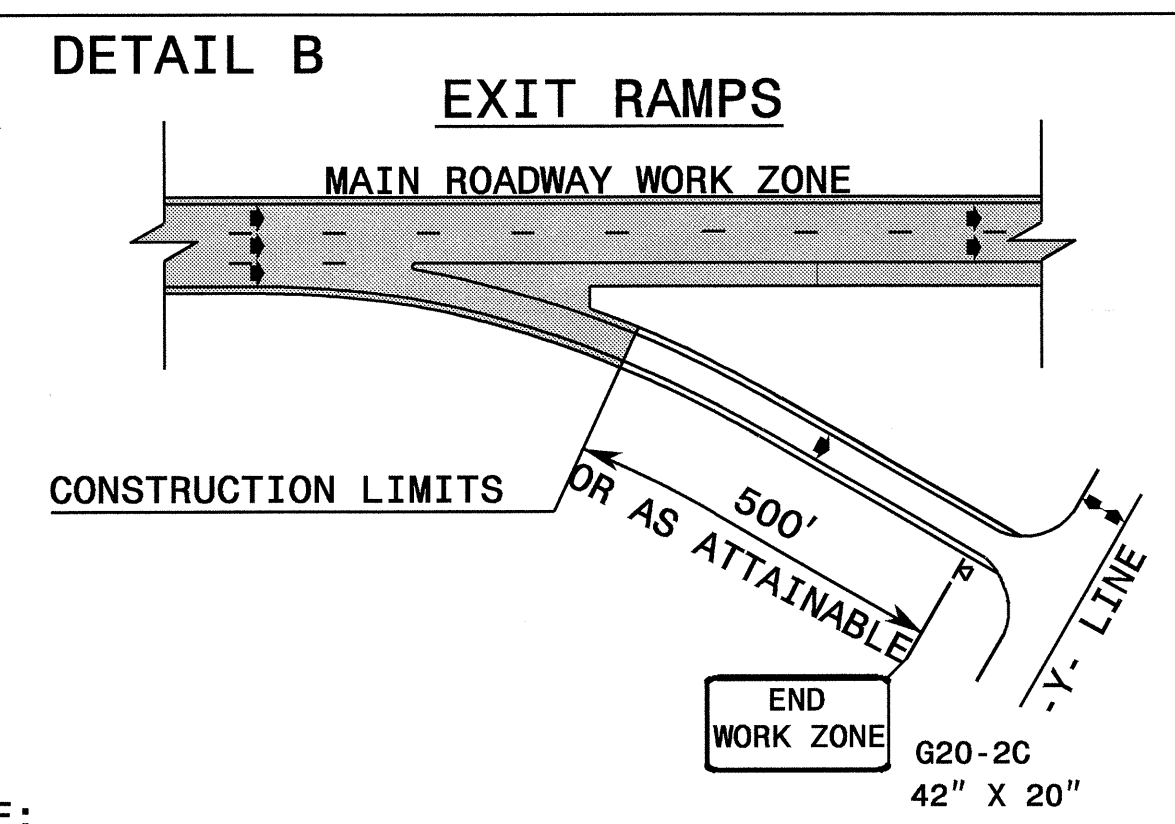 DETAIL B
EXIT RAMPS
MAIN ROADWAY WORK ZONE
CONSTRUCTION LIMITS
500'
OR AS ATTAINABLE
-Y- LINE
END
WORK ZONE
G20-2C
42" X 20"